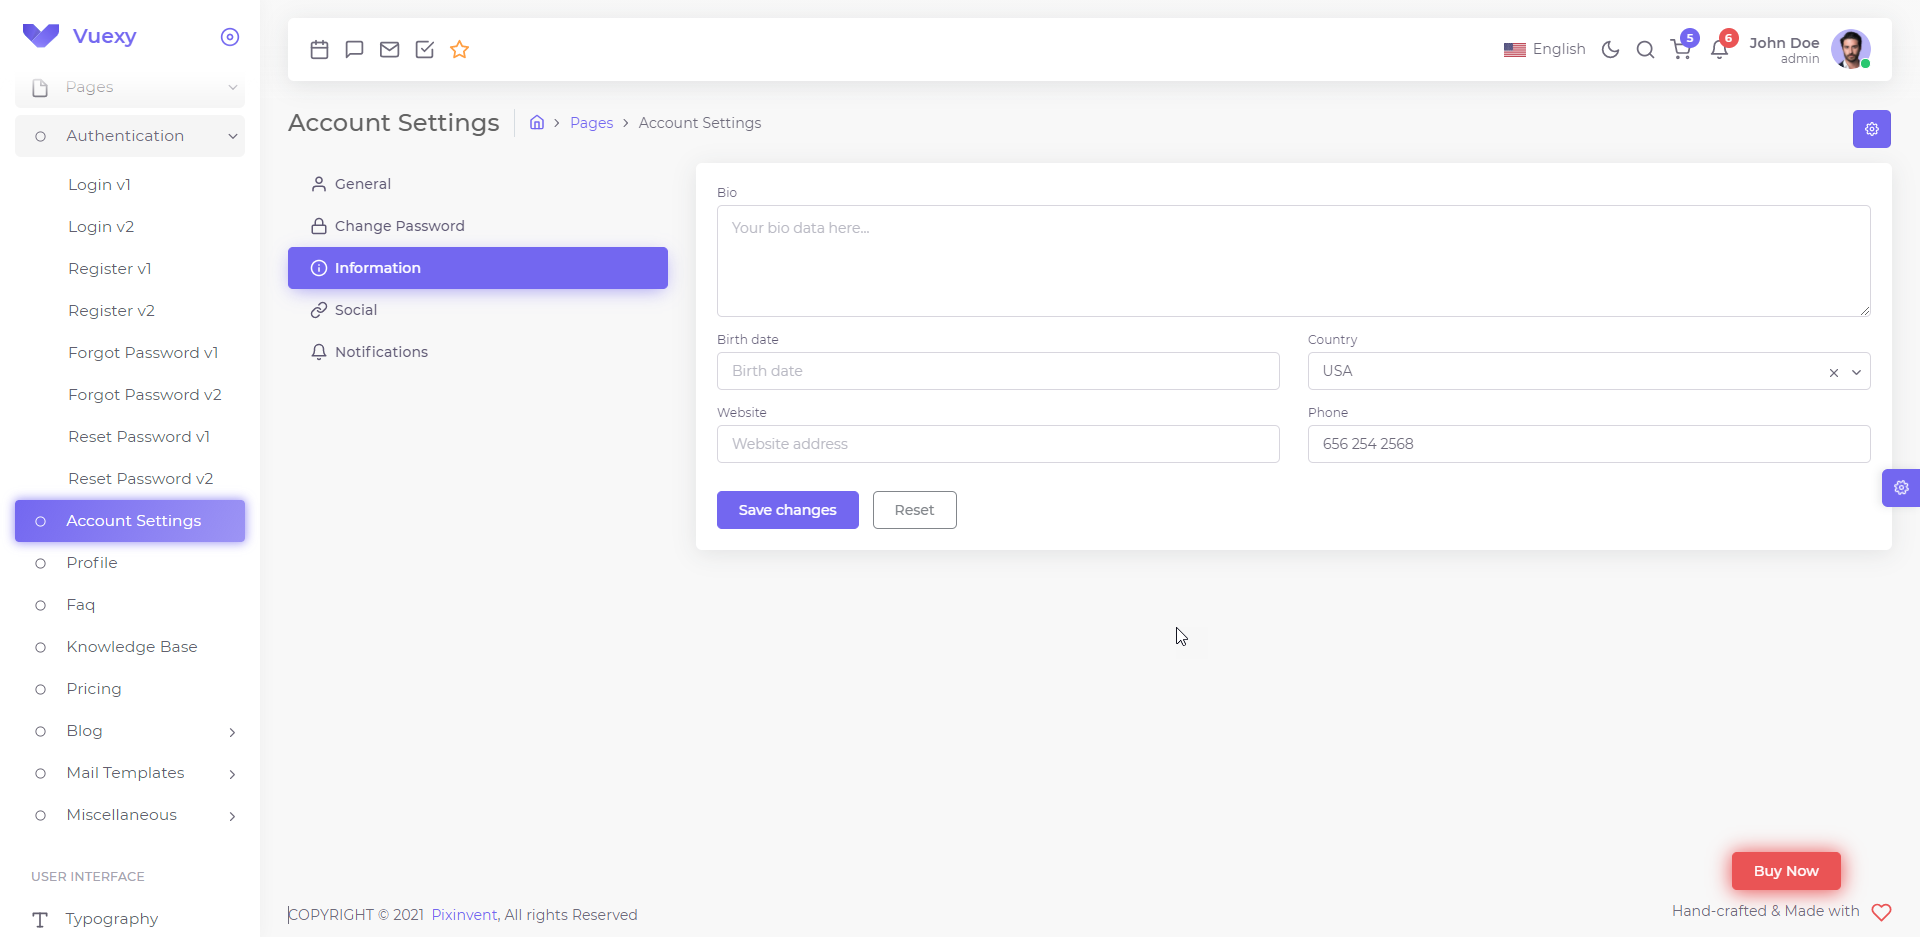 Vuexy
Pages
Authentication
Login v1
Login v2
Register v1
Register v2
Forgot Password v1
Forgot Password v2
Reset Password v1
Reset Password v2
Account Settings
Profile
Faq
Knowledge Base
Pricing
Blog
Mail Templates
Miscellaneous
USER INTERFACE
Typography
English
5
6
John Doe
admin
Account Settings
Pages
Account Settings
General
Change Password
Information
Social
Notifications
Bio
Your bio data here...
Birth date
Birth date
Country
USA
Website
Website address
Phone
656 254 2568
Save changes
Reset
Buy Now
COPYRIGHT © 2021 Pixinvent, All rights Reserved
Hand-crafted & Made with